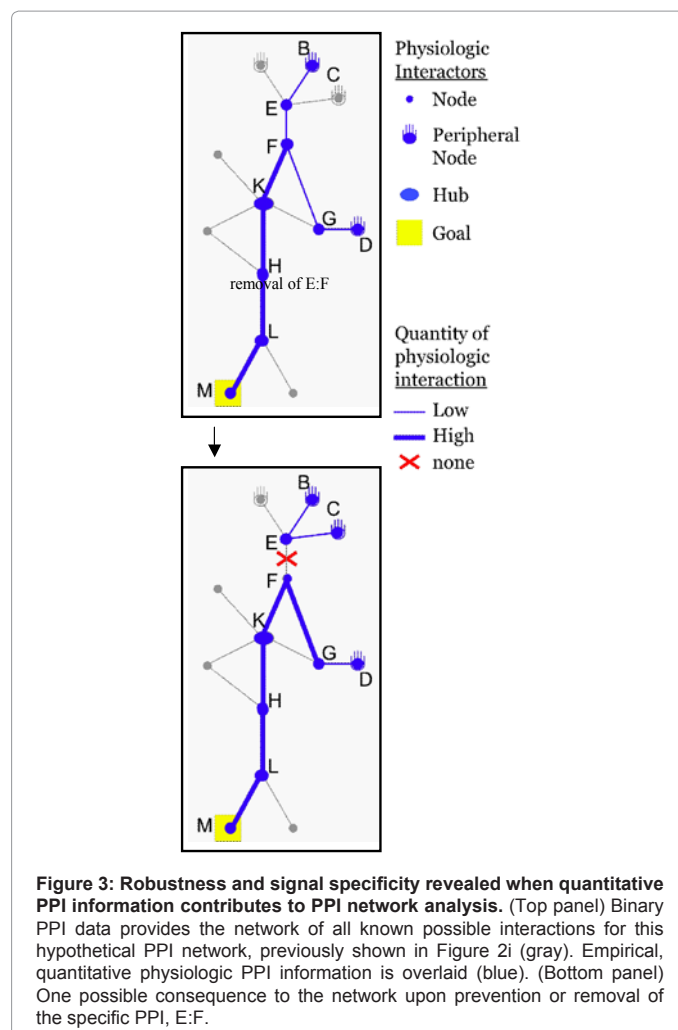 B
C
E
F
K
G
D
H
removal of E:F
L
M
Physiologic
Interactors
Node
Peripheral
Node
Hub
Goal
Quantity of
physiologic
interaction
Low
High
none
B
C
E
F
K
G
D
H
L
M
Figure 3: Robustness and signal specificity revealed when quantitative
PPI information contributes to PPI network analysis. (Top panel) Binary
PPI data provides the network of all known possible interactions for this
hypothetical PPI network, previously shown in Figure 2i (gray). Empirical,
quantitative physiologic PPI information is overlaid (blue). (Bottom panel)
One possible consequence to the network upon prevention or removal of
the specific PPI, E:F.